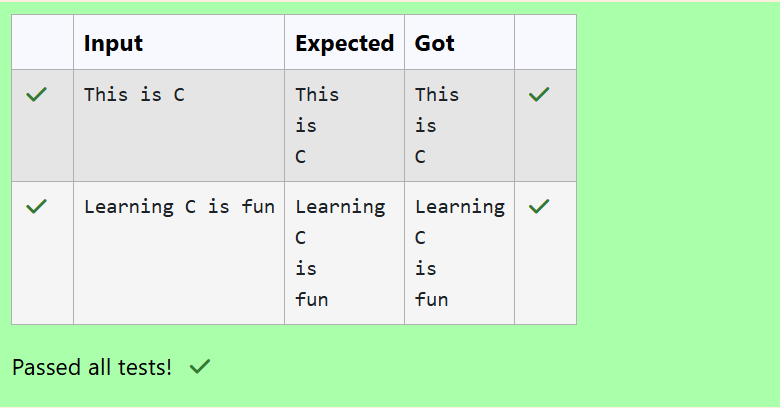 Input Expected Got
This is C This This
is is
C C
Learning C is fun Learning Learning
C C
is is
fun fun
Passed all tests!